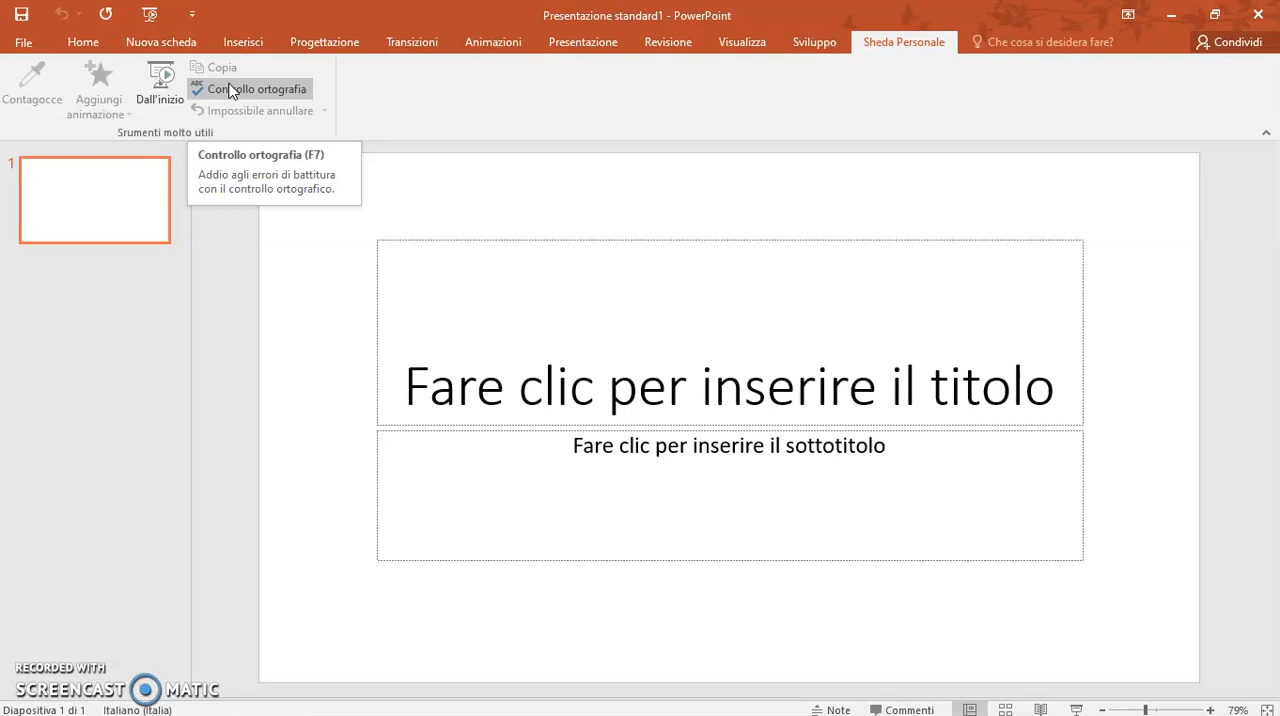 Presentazione standard1 - PowerPoint
File Home Nuova scheda Inserisci Progettazione Transizioni Animazioni Presentazione Revisione Visualizza Sviluppo Sheda Personale Che cosa si desidera fare? Condividi
Contagocce
Aggiungi
animazione
Dall'inizio
Copia
ABC Controllo ortografia
Impossibile annullare
Srumenti molto utili
Controllo ortografia (F7)
Addio agli errori di battitura
con il controllo ortografico.
1
Fare clic per inserire il titolo
Fare clic per inserire il sottotitolo
RECORDED WITH
SCREENCAST MATIC
Diapositiva 1 di 1 Italiano (Italia) Note Commenti 79%